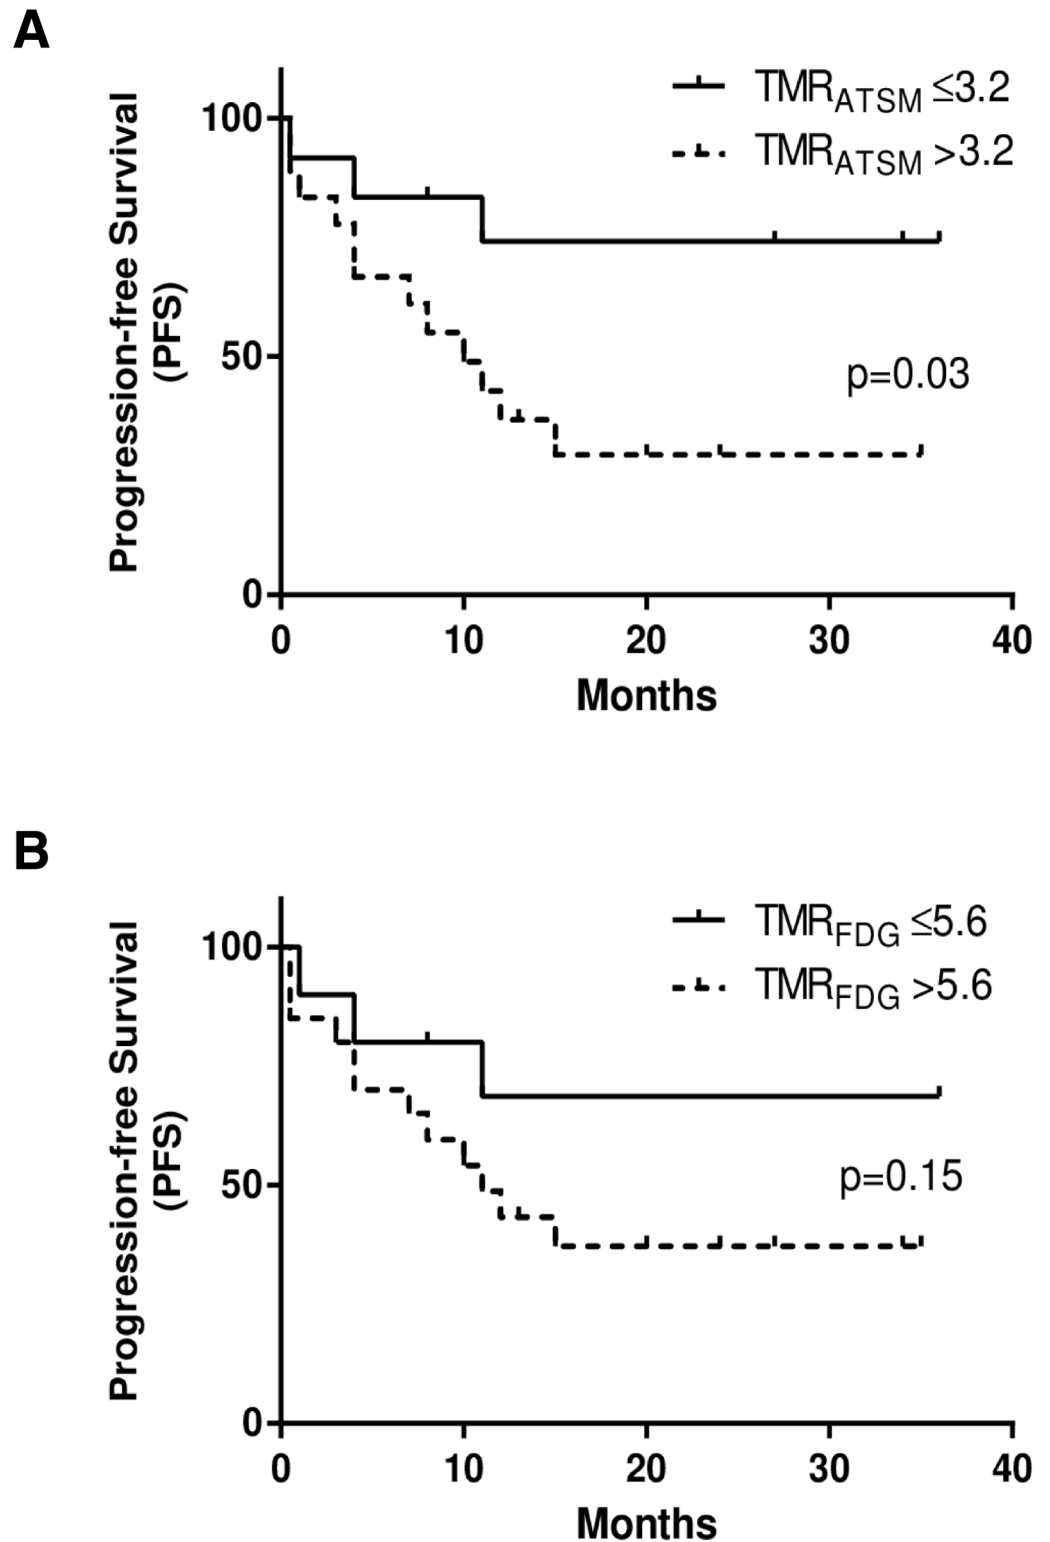 A
Progression-free Survival
(PFS)
100
50
0
0 10 20 30 40
Months
TMRATSM ≤3.2
TMRATSM >3.2
p=0.03
B
Progression-free Survival
(PFS)
100
50
0
0 10 20 30 40
Months
TMRFDG ≤5.6
TMRFDG >5.6
p=0.15